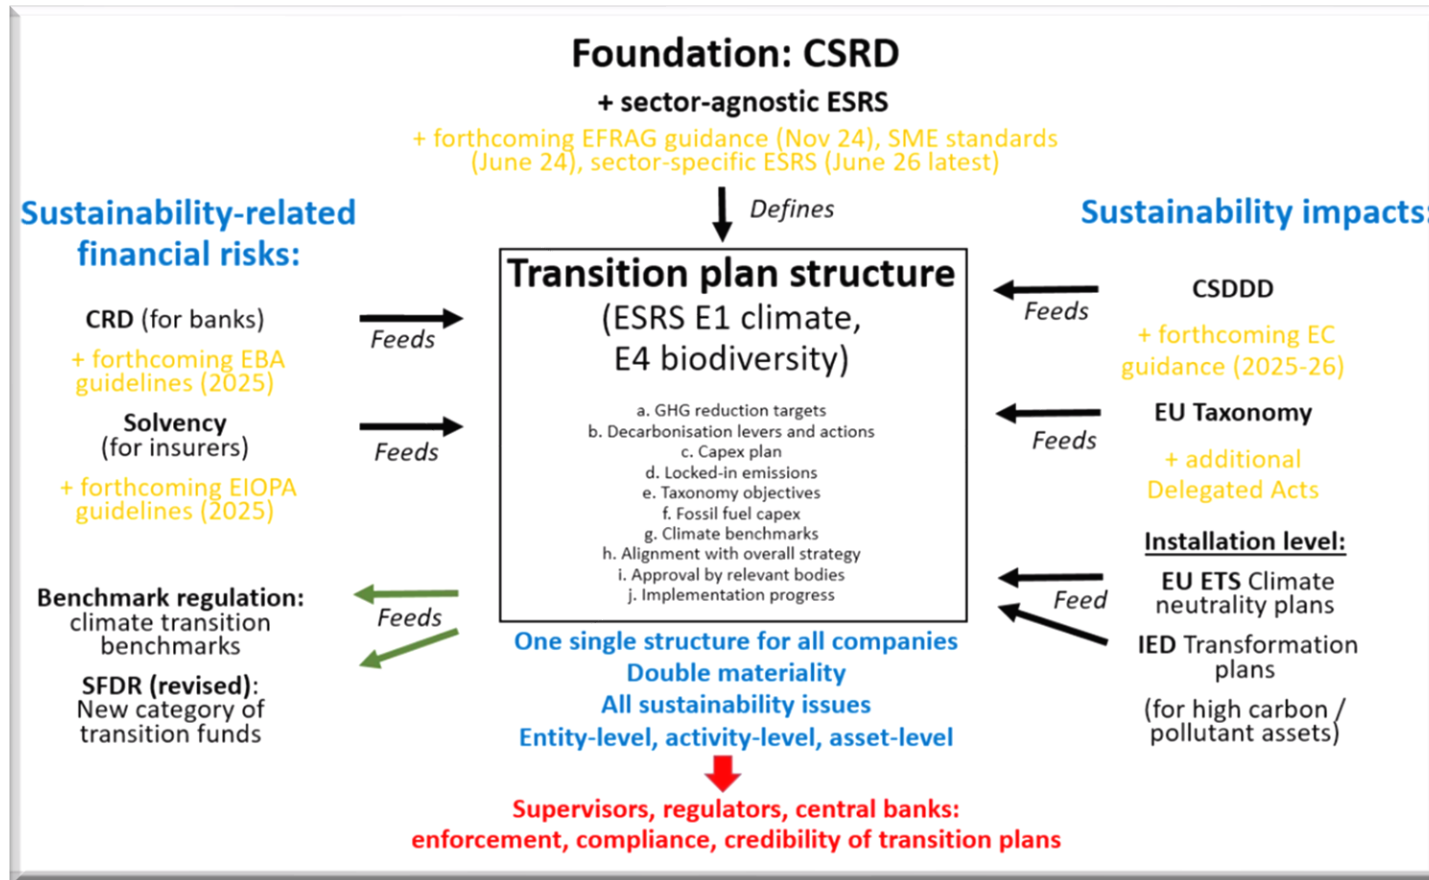 Foundation: CSRD
+ sector-agnostic ESRS
+ forthcoming EFRAG guidance (Nov 24), SME standards
(June 24), sector-specific ESRS (June 26 latest)
Defines
Sustainability-related
financial risks:
CRD (for banks)
+ forthcoming EBA
guidelines (2025)
Feeds
Solvency
(for insurers)
+ forthcoming EIOPA
guidelines (2025)
Feeds
Benchmark regulation:
climate transition
benchmarks
Feeds
SFDR (revised):
New category of
transition funds
Transition plan structure
(ESRS E1 climate,
E4 biodiversity)
a. GHG reduction targets
b. Decarbonisation levers and actions
c. Capex plan
d. Locked-in emissions
e. Taxonomy objectives
f. Fossil fuel capex
g. Climate benchmarks
h. Alignment with overall strategy
i. Approval by relevant bodies
j. Implementation progress
One single structure for all companies
Double materiality
All sustainability issues
Entity-level, activity-level, asset-level
Supervisors, regulators, central banks:
enforcement, compliance, credibility of transition plans
Sustainability impacts:
CSDDD
Feeds
+ forthcoming EC
guidance (2025-26)
EU Taxonomy
Feeds
+ additional
Delegated Acts
Installation level:
EU ETS Climate
neutrality plans
Feed
IED Transformation
plans
(for high carbon /
pollutant assets)